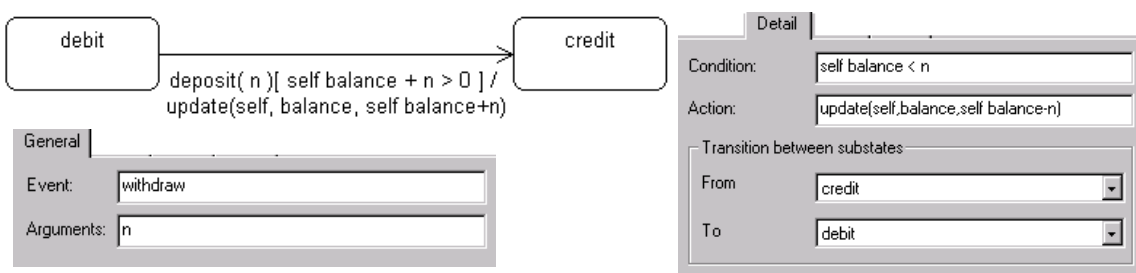 debit
credit
deposit( n )[ self balance + n > 0 ] /
update(self, balance, self balance+n)
General
Event: withdraw
Arguments: n
Detail
Condition: self balance < n
Action: update(self,balance,self balance-n)
Transition between substates
From credit
To debit